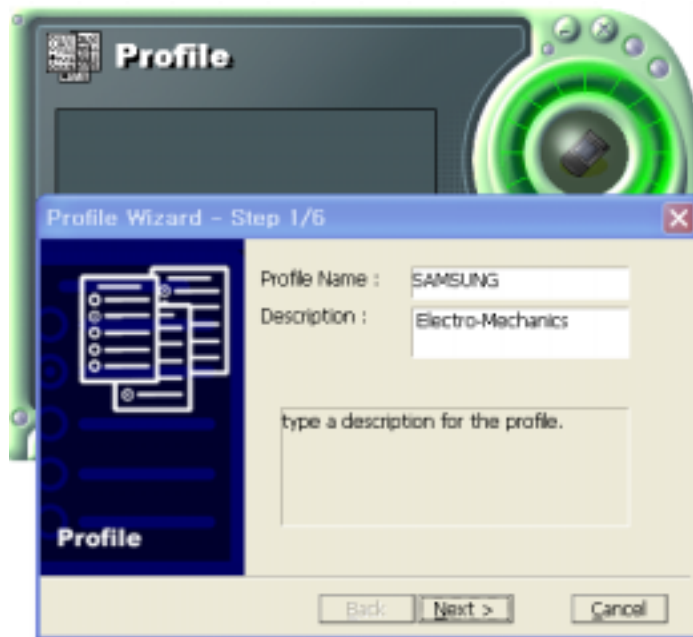 Profile
Profile Wizard - Step 1/6
Profile Name :
SAMSUNG
Description :
Electro-Mechanics
type a description for the profile.
Profile
Back
Next >
Cancel